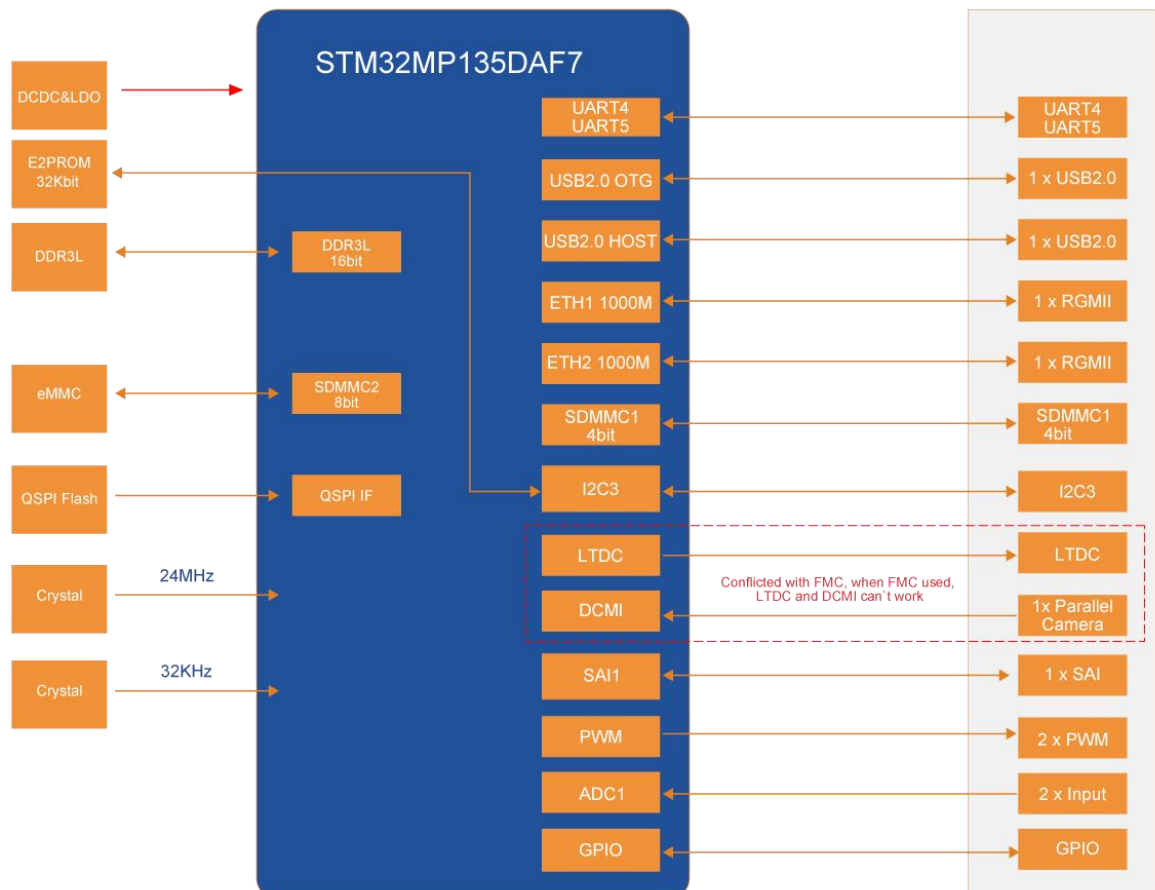 STM32MP135DAF7
DCDC&LDO
E2PROM
32Kbit
DDR3L
eMMC
QSPI Flash
Crystal
24MHz
Crystal
32KHz
DDR3L
16bit
SDMMC2
8bit
QSPI IF
UART4
UART5
USB2.0 OTG
USB2.0 HOST
ETH1 1000M
ETH2 1000M
SDMMC1
4bit
I2C3
LTDC
DCMI
SAI1
PWM
ADC1
GPIO
Conflicted with FMC, when FMC used,
LTDC and DCMI can`t work
UART4
UART5
1 x USB2.0
1 x USB2.0
1 x RGMII
1 x RGMII
SDMMC1
4bit
I2C3
LTDC
1x Parallel
Camera
1 x SAI
2 x PWM
2 x Input
GPIO